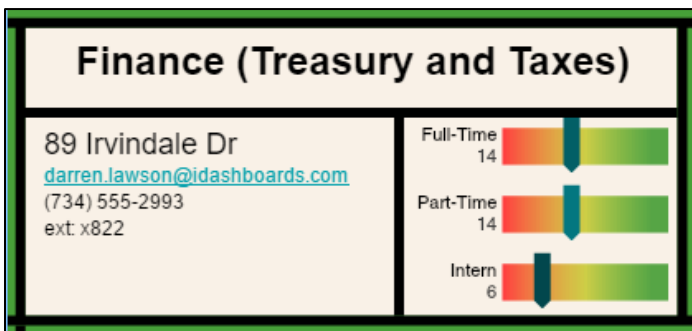 Finance (Treasury and Taxes)
89 Irvindale Dr
darren.lawson@idashboards.com
(734) 555-2993
ext: x822
Full-Time
14
Part-Time
14
Intern
6